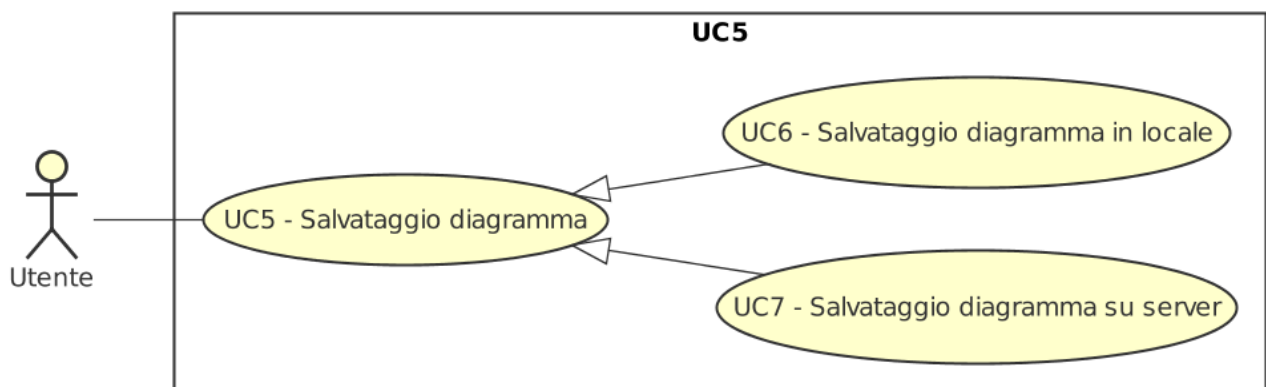 UC5
UC6 - Salvataggio diagramma in locale
UC5 - Salvataggio diagramma
Utente
UC7 - Salvataggio diagramma su server